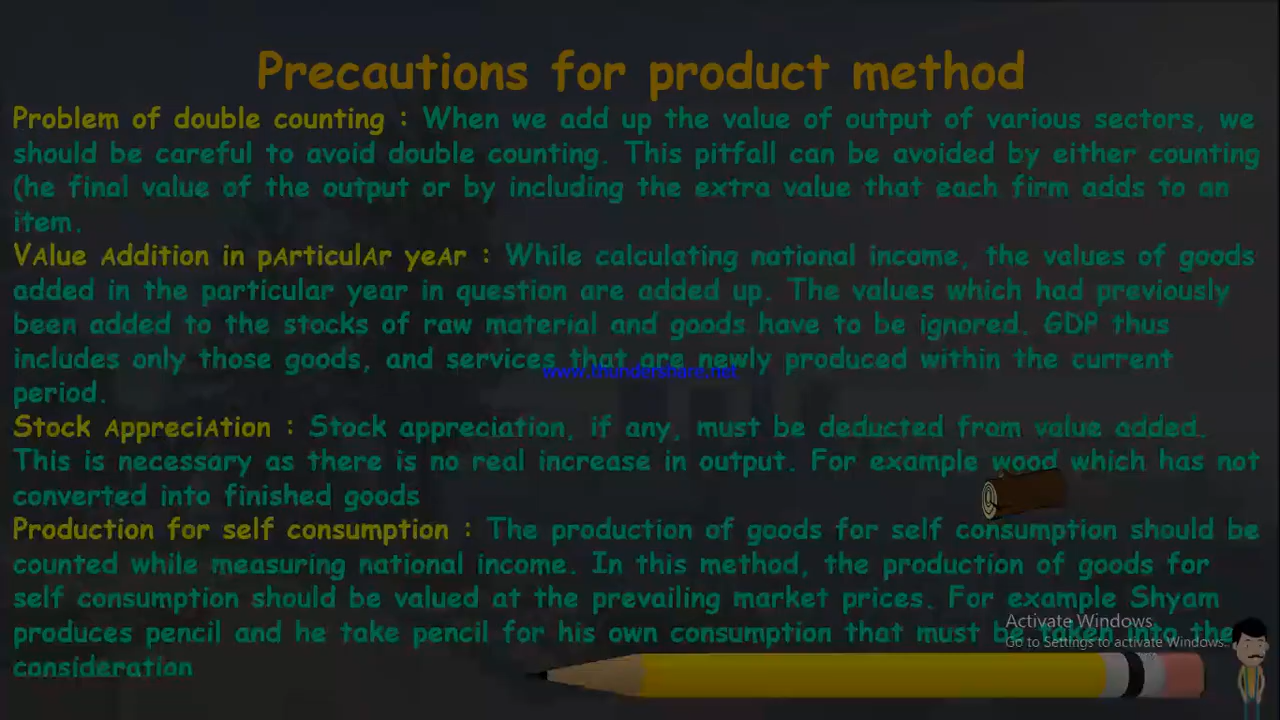 Precautions for product method
Problem of double counting : When we add up the value of output of various sectors, we
should be careful to avoid double counting. This pitfall can be avoided by either counting
(he final value of the output or by including the extra value that each firm adds to an
item.
VAlue Addition in pArticulAr yeAr : While calculating national income, the values of goods
added in the particular year in question are added up. The values which had previously
been added to the stocks of raw material and goods have to be ignored. GDP thus
includes only those goods, and services that are newly produced within the current
www.thundershare.net
period.
Stock AppreciAtion : Stock appreciation, if any, must be deducted from value added.
This is necessary as there is no real increase in output. For example wood which has not
converted into finished goods
Production for self consumption : The production of goods for self consumption should be
counted while measuring national income. In this method, the production of goods for
self consumption should be valued at the prevailing market prices. For example Shyam
produces pencil and he take pencil for his own consumption that must be taken into the
consideration
Activate Windows
Go to Settings to activate Windows.